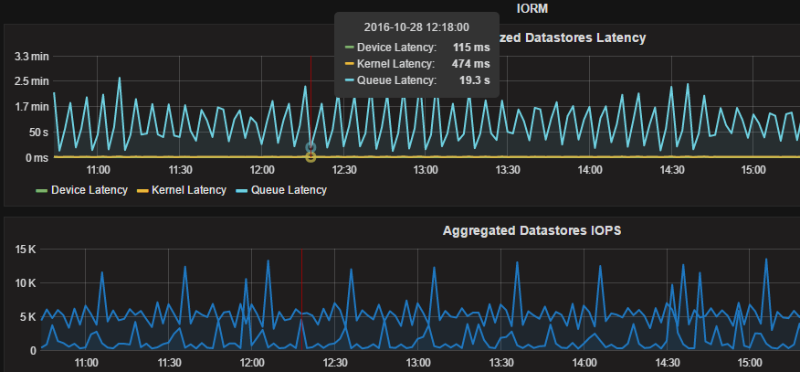 IORM
2016-10-28 12:18:00
Device Latency: 115 ms
Kernel Latency: 474 ms
Queue Latency: 19.3 s
zed Datastores Latency
3.3 min
2.5 min
1.7 min
50 s
0 ms
11:00 11:30 12:00 12:30 13:00 13:30 14:00 14:30 15:00
Device Latency Kernel Latency Queue Latency
Aggregated Datastores IOPS
15 K
10 K
5 K
0
11:00 11:30 12:00 12:30 13:00 13:30 14:00 14:30 15:00